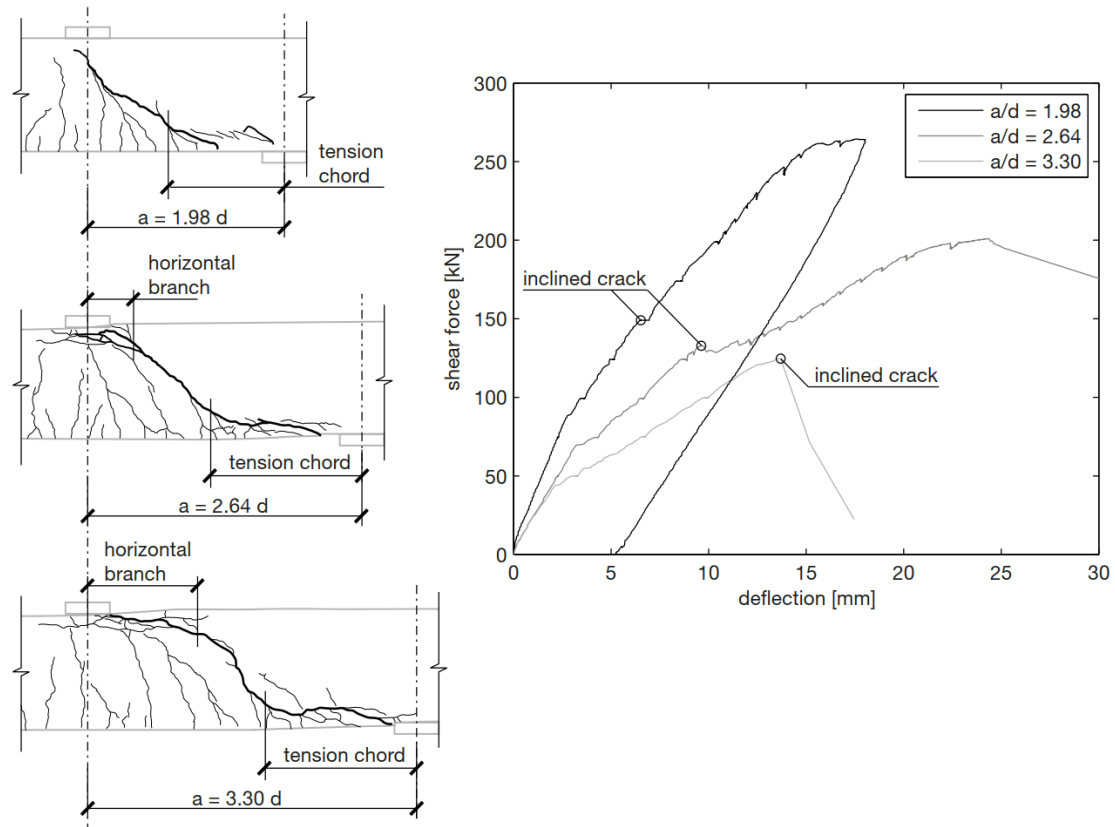 tension
chord
a = 1.98 d
horizontal
branch
tension chord
a = 2.64 d
horizontal
branch
tension chord
a = 3.30 d
300
250
200
150
100
50
0
shear force [kN]
0
5
10
15
20
25
30
deflection [mm]
a/d = 1.98
a/d = 2.64
a/d = 3.30
inclined crack
inclined crack